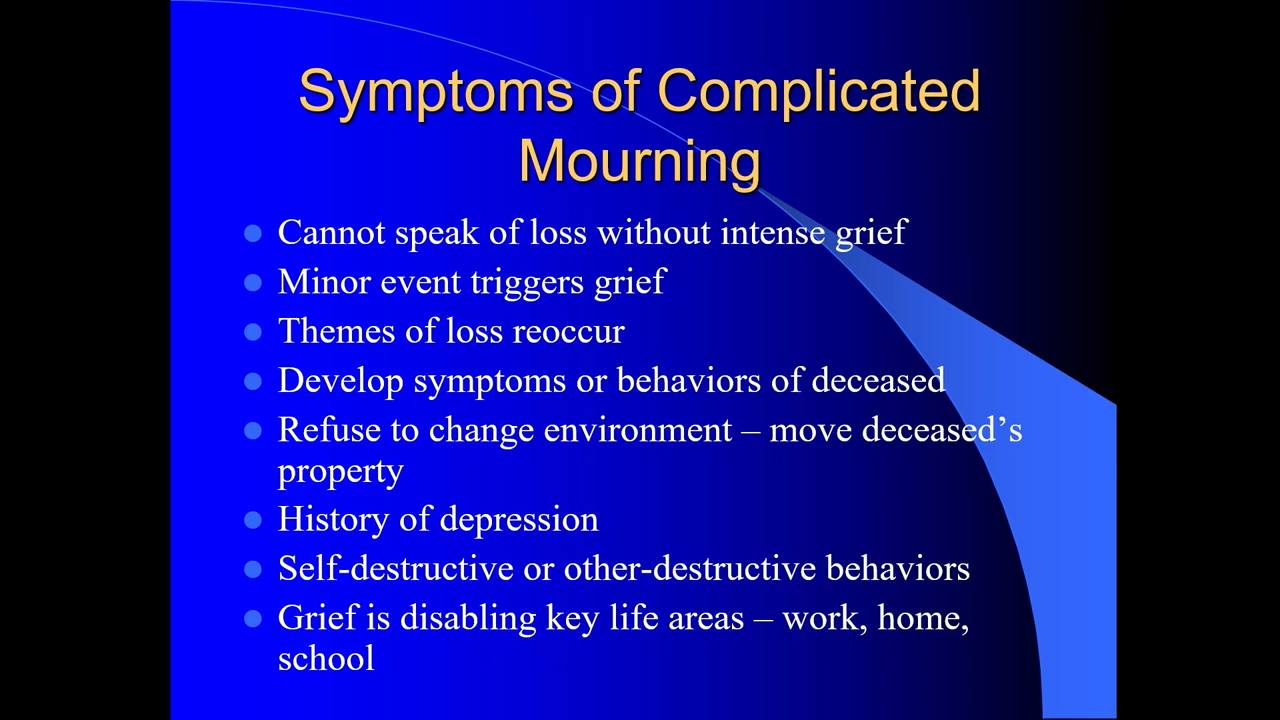 Symptoms of Complicated
Mourning
Cannot speak of loss without intense grief
Minor event triggers grief
Themes of loss reoccur
Develop symptoms or behaviors of deceased
Refuse to change environment – move deceased’s
property
History of depression
Self-destructive or other-destructive behaviors
Grief is disabling key life areas – work, home,
school